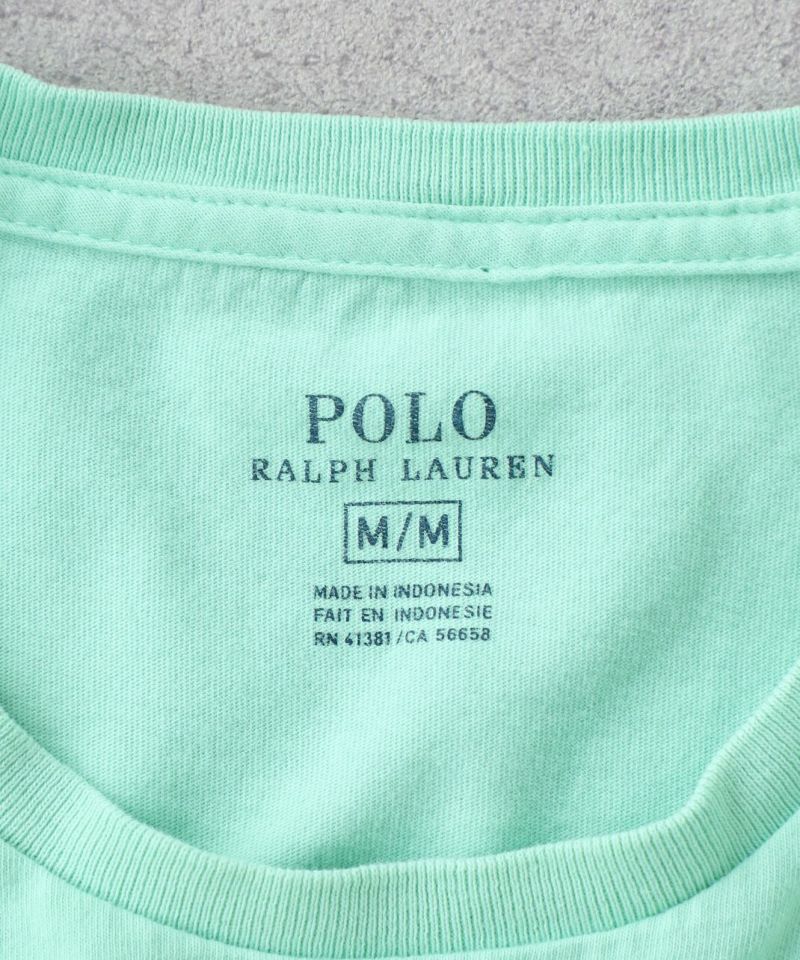 POLO
RALPH LAUREN
M/M
MADE IN INDONESIA
FAIT EN INDONESIE
RN 41381/CA 56658